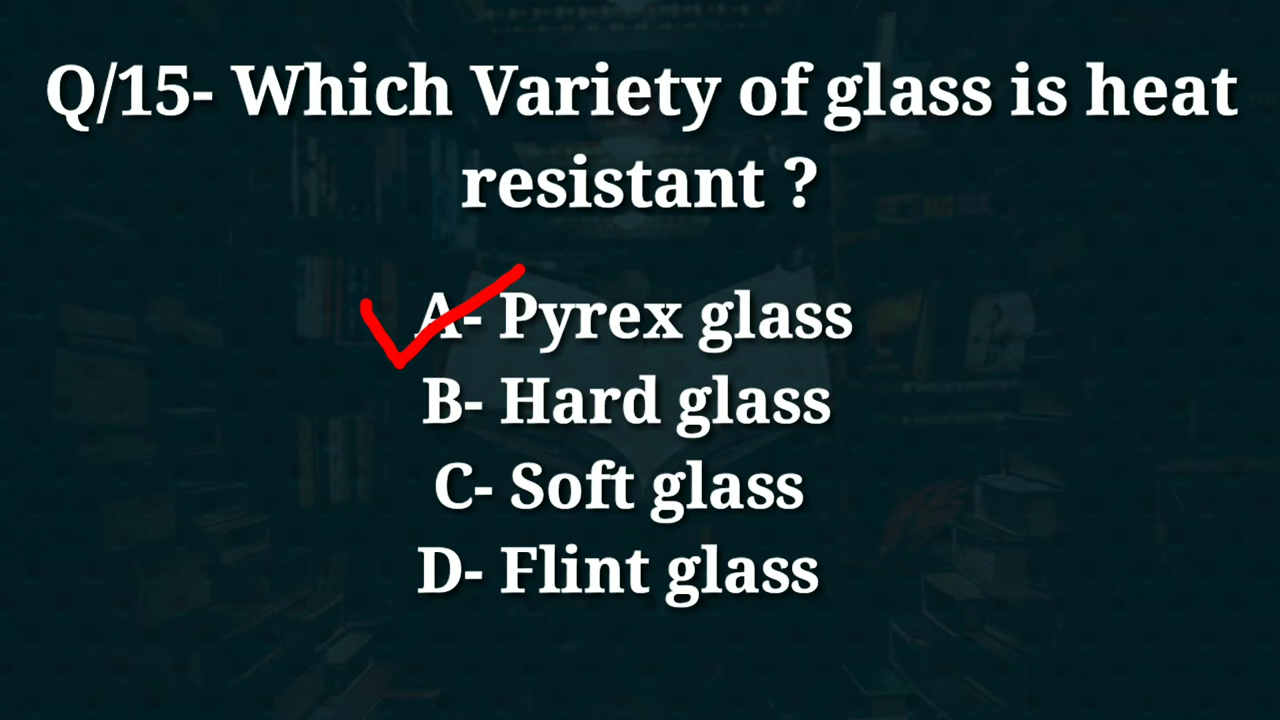 Q/15- Which Variety of glass is heat
resistant ?
A- Pyrex glass
B- Hard glass
C- Soft glass
D- Flint glass